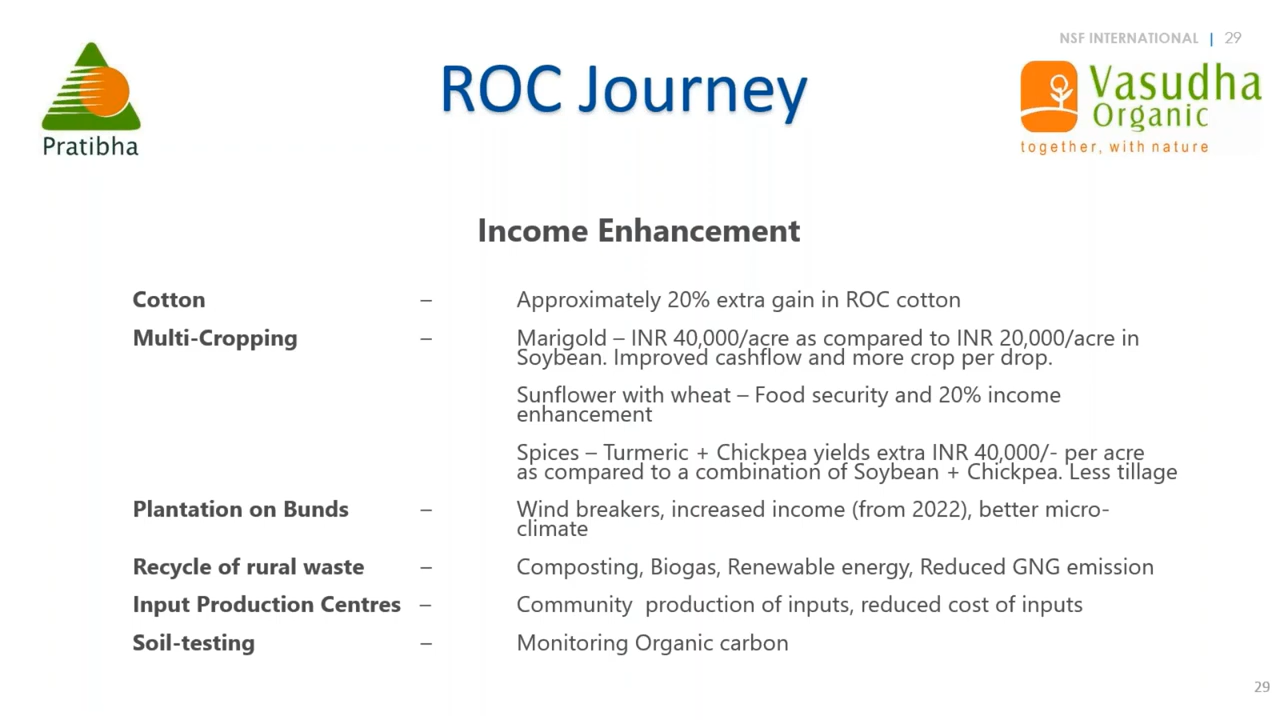 NSF INTERNATIONAL | 29
ROC Journey
Pratibha
Vasudha
Organic
together, with nature
Income Enhancement
Cotton – Approximately 20% extra gain in ROC cotton
Multi-Cropping – Marigold – INR 40,000/acre as compared to INR 20,000/acre in
Soybean. Improved cashflow and more crop per drop.
Sunflower with wheat – Food security and 20% income
enhancement
Spices – Turmeric + Chickpea yields extra INR 40,000/- per acre
as compared to a combination of Soybean + Chickpea. Less tillage
Plantation on Bunds – Wind breakers, increased income (from 2022), better micro-
climate
Recycle of rural waste – Composting, Biogas, Renewable energy, Reduced GNG emission
Input Production Centres – Community production of inputs, reduced cost of inputs
Soil-testing – Monitoring Organic carbon
29